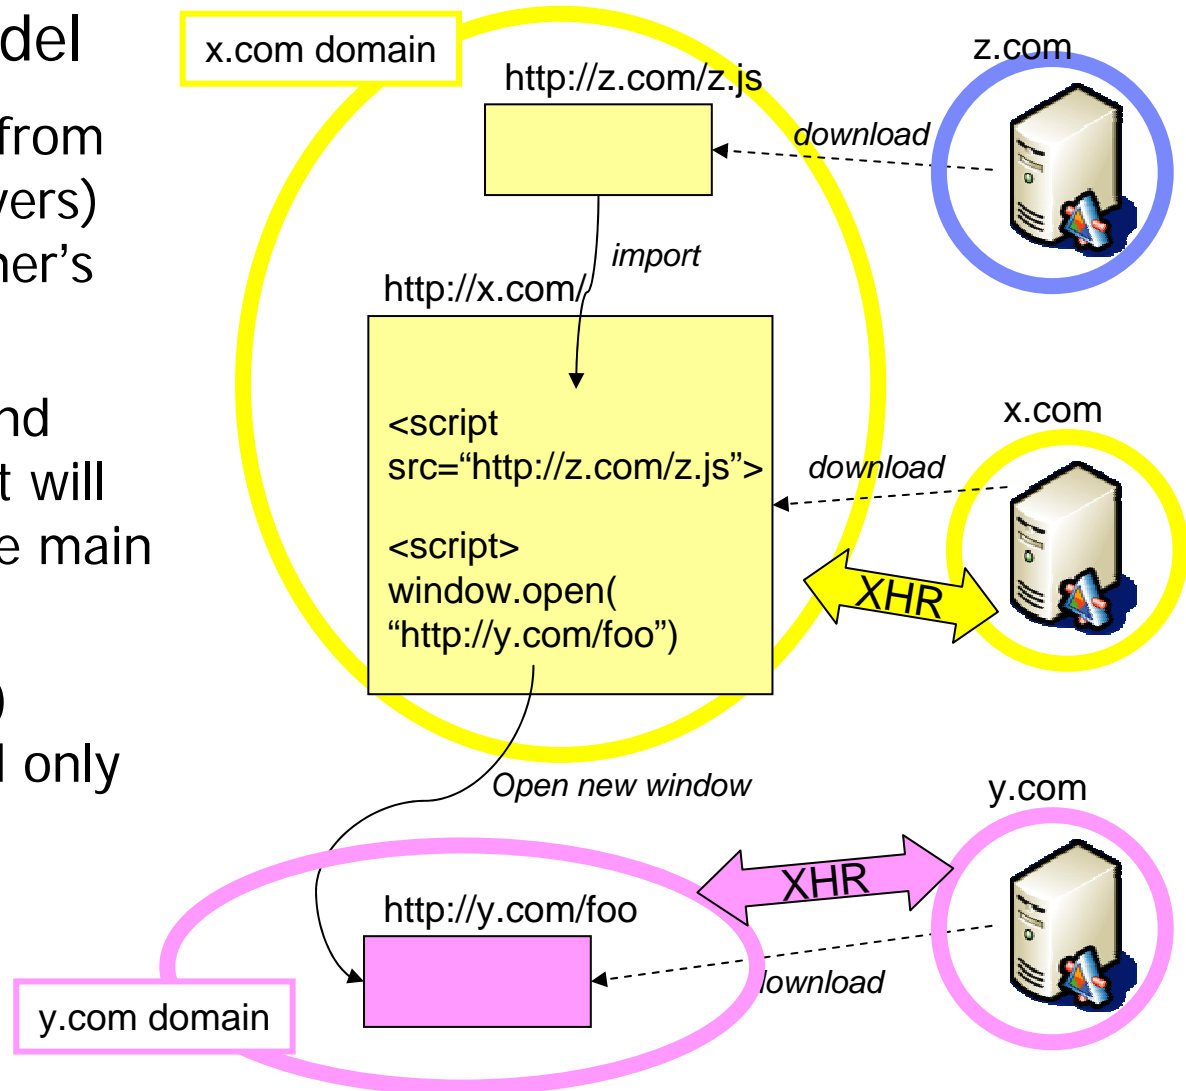 del
from
vers)
ner's
nd
t will
e main
)
l only
x.com domain
http://z.com/z.js
z.com
download
import
http://x.com/
<script
src=“http://z.com/z.js”>
<script>
window.open(
“http://y.com/foo”)
x.com
download
XHR
Open new window
y.com
XHR
http://y.com/foo
download
y.com domain